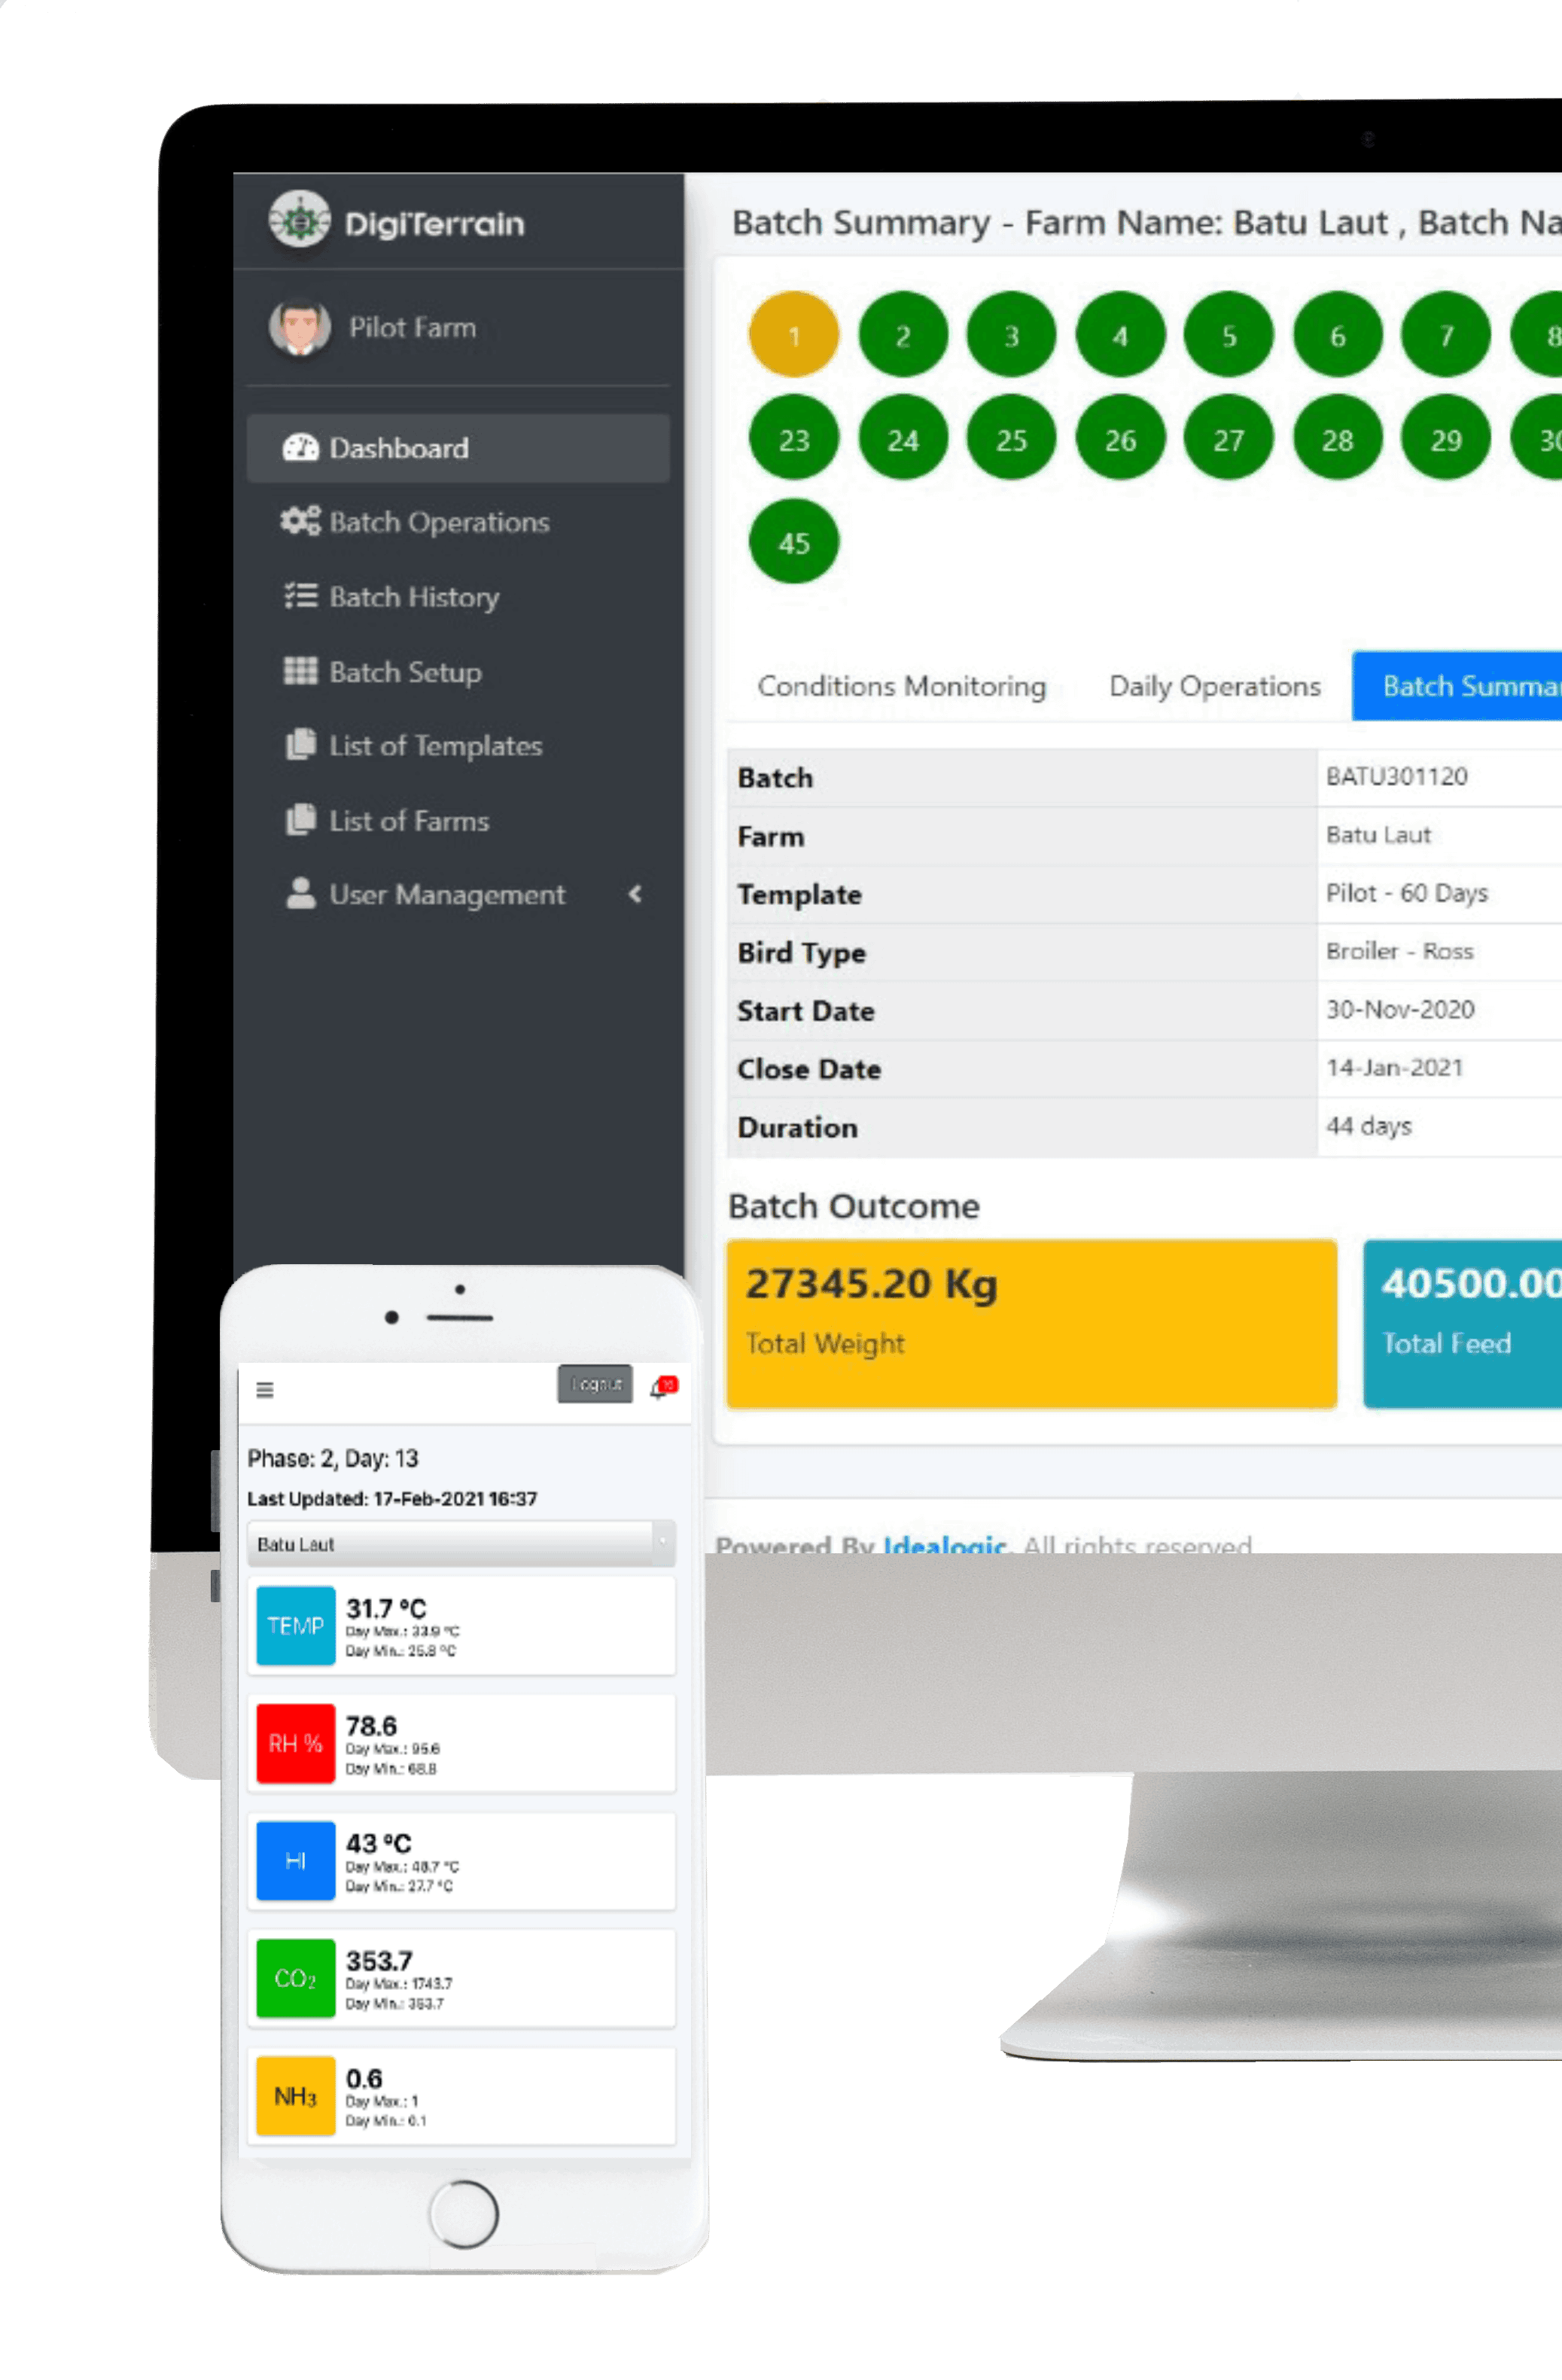 DigiTerrain
Pilot Farm
Dashboard
Batch Operations
Batch History
Batch Setup
List of Templates
List of Farms
User Management
Batch Summary - Farm Name: Batu Laut , Batch Na
1 2 3 4 5 6 7 8
23 24 25 26 27 28 29 30
45
Conditions Monitoring Daily Operations Batch Summar
Batch BATU301120
Farm Batu Laut
Template Pilot - 60 Days
Bird Type Broiler - Ross
Start Date 30-Nov-2020
Close Date 14-Jan-2021
Duration 44 days
Batch Outcome
27345.20 Kg
Total Weight
40500.00
Total Feed
Powered By Idealogic. All rights reserved
Logout
Phase: 2, Day: 13
Last Updated: 17-Feb-2021 16:37
Batu Laut
TEMP
31.7 °C
Day Max.: 33.9 °C
Day Min.: 25.8 °C
RH %
78.6
Day Max.: 95.6
Day Min.: 68.8
HI
43 °C
Day Max.: 48.7 °C
Day Min.: 27.7 °C
CO₂
353.7
Day Max.: 1743.7
Day Min.: 353.7
NH₃
0.6
Day Max.: 1
Day Min.: 0.1